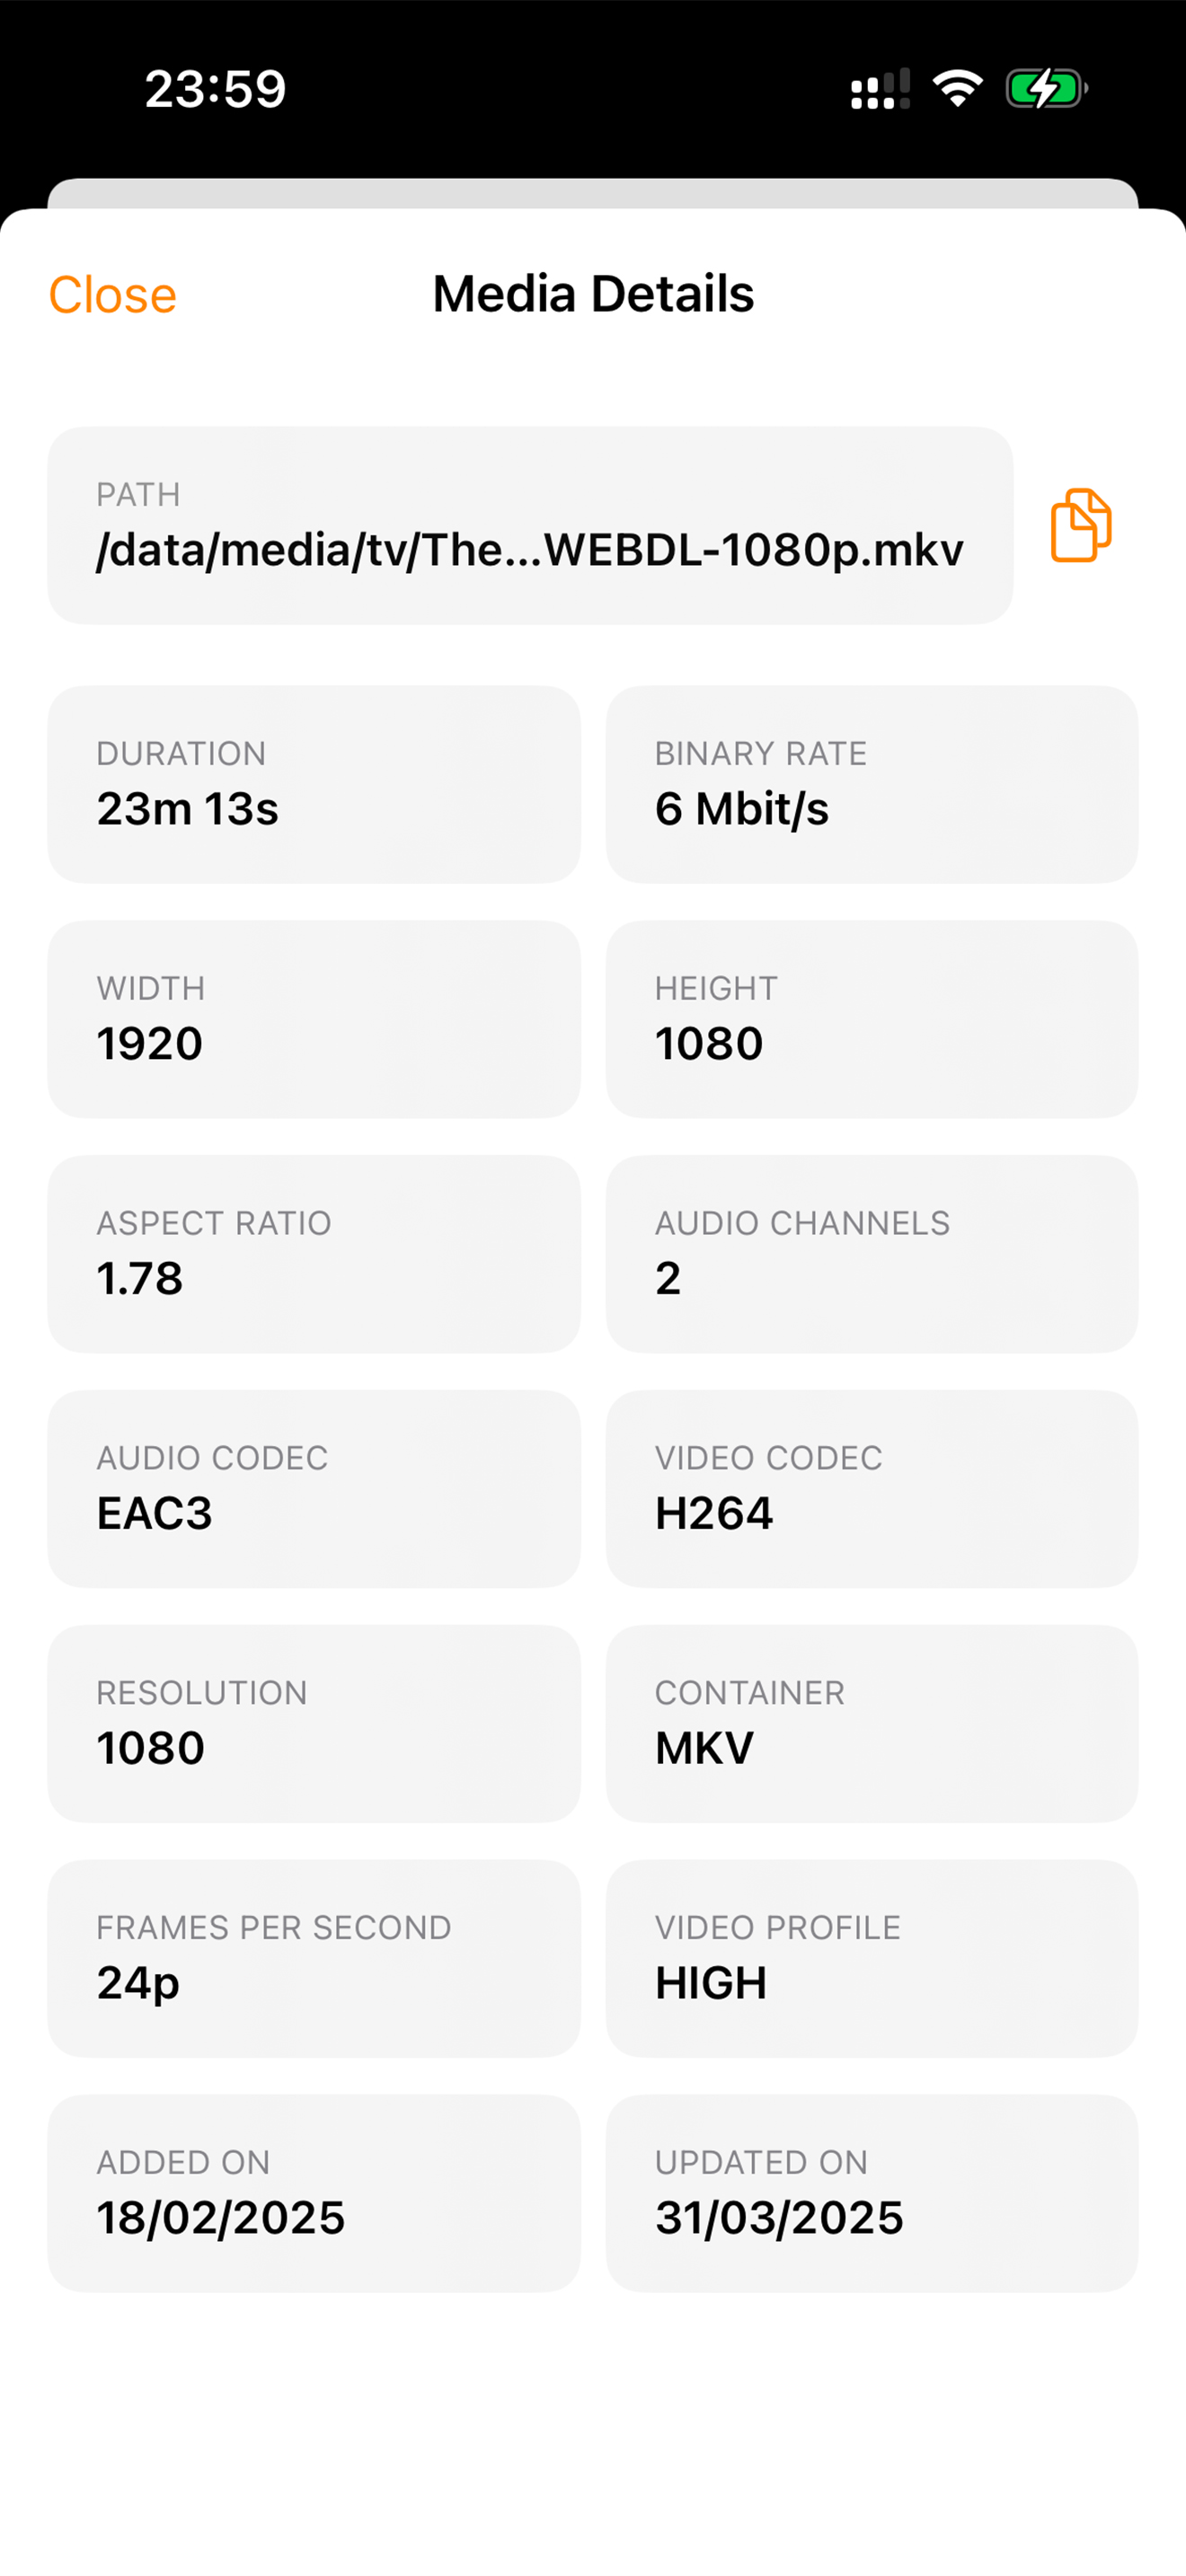 23:59
Close
Media Details
PATH
/data/media/tv/The...WEBDL-1080p.mkv
DURATION
23m 13s
BINARY RATE
6 Mbit/s
WIDTH
1920
HEIGHT
1080
ASPECT RATIO
1.78
AUDIO CHANNELS
2
AUDIO CODEC
EAC3
VIDEO CODEC
H264
RESOLUTION
1080
CONTAINER
MKV
FRAMES PER SECOND
24p
VIDEO PROFILE
HIGH
ADDED ON
18/02/2025
UPDATED ON
31/03/2025